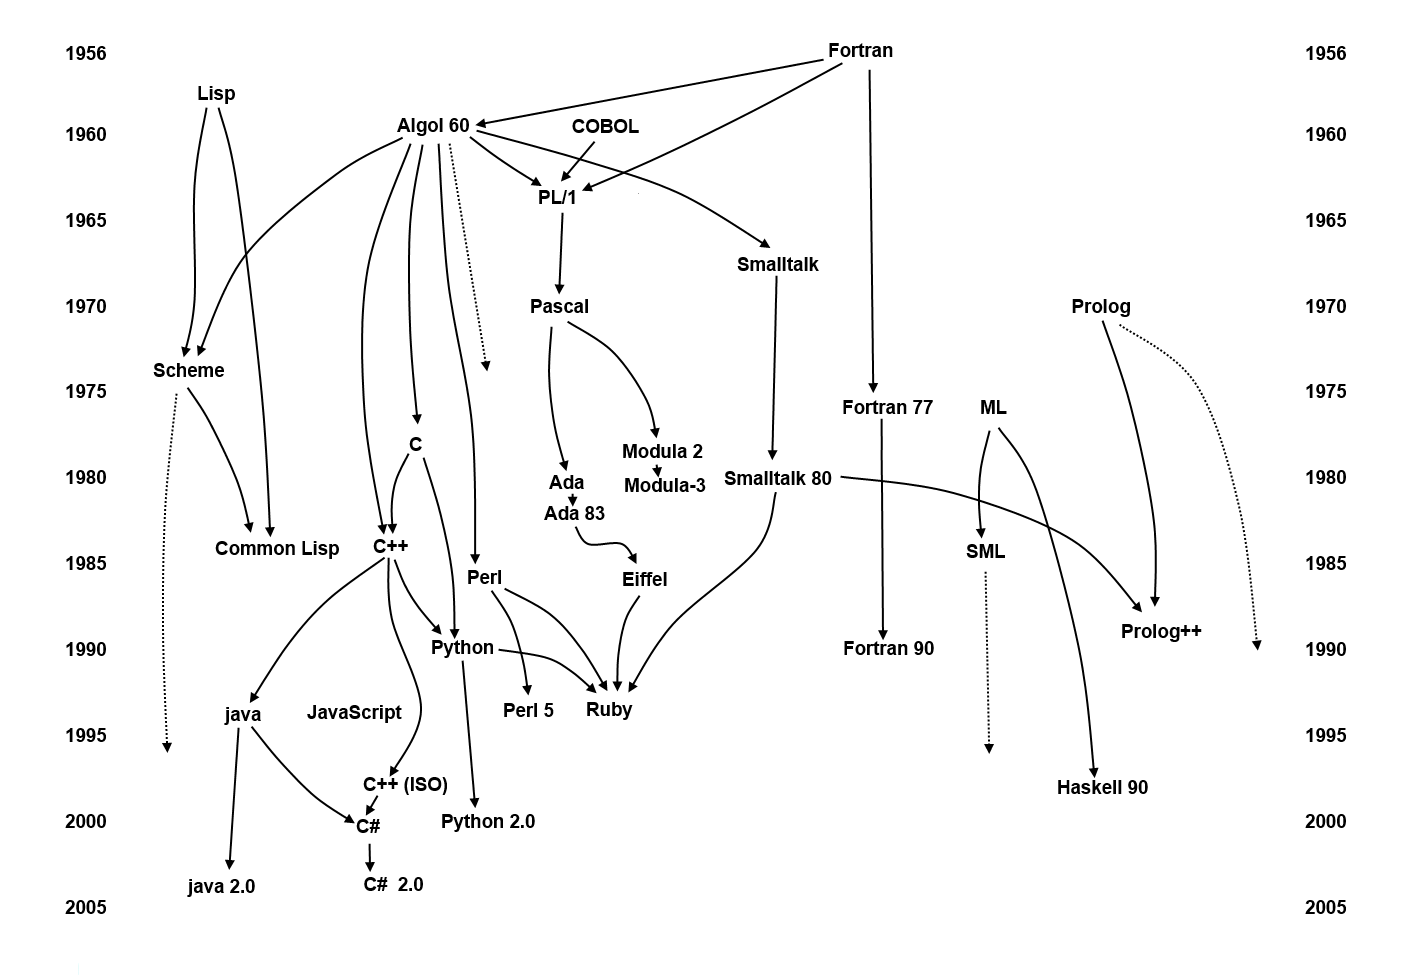 Fortran
1956 1956
Lisp
Algol 60 COBOL
1960 1960
PL/1
1965 1965
Smalltalk
1970 Pascal Prolog 1970
Scheme
1975 1975
Fortran 77 ML
C
Modula 2
1980 Ada Modula-3 Smalltalk 80 1980
Ada 83
Common Lisp C++ SML
1985 1985
Perl Eiffel
Prolog++
1990 Python Fortran 90 1990
java JavaScript Perl 5 Ruby
1995 1995
C++ (ISO) Haskell 90
2000 C# Python 2.0 2000
java 2.0 C# 2.0
2005 2005